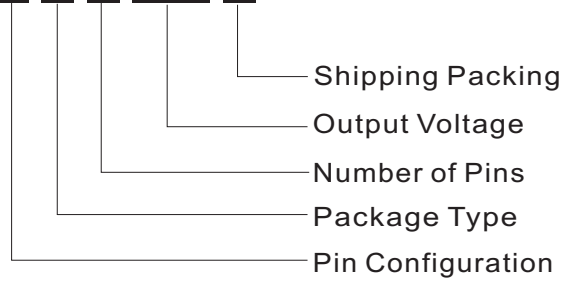 Shipping Packing
Output Voltage
Number of Pins
Package Type
Pin Configuration